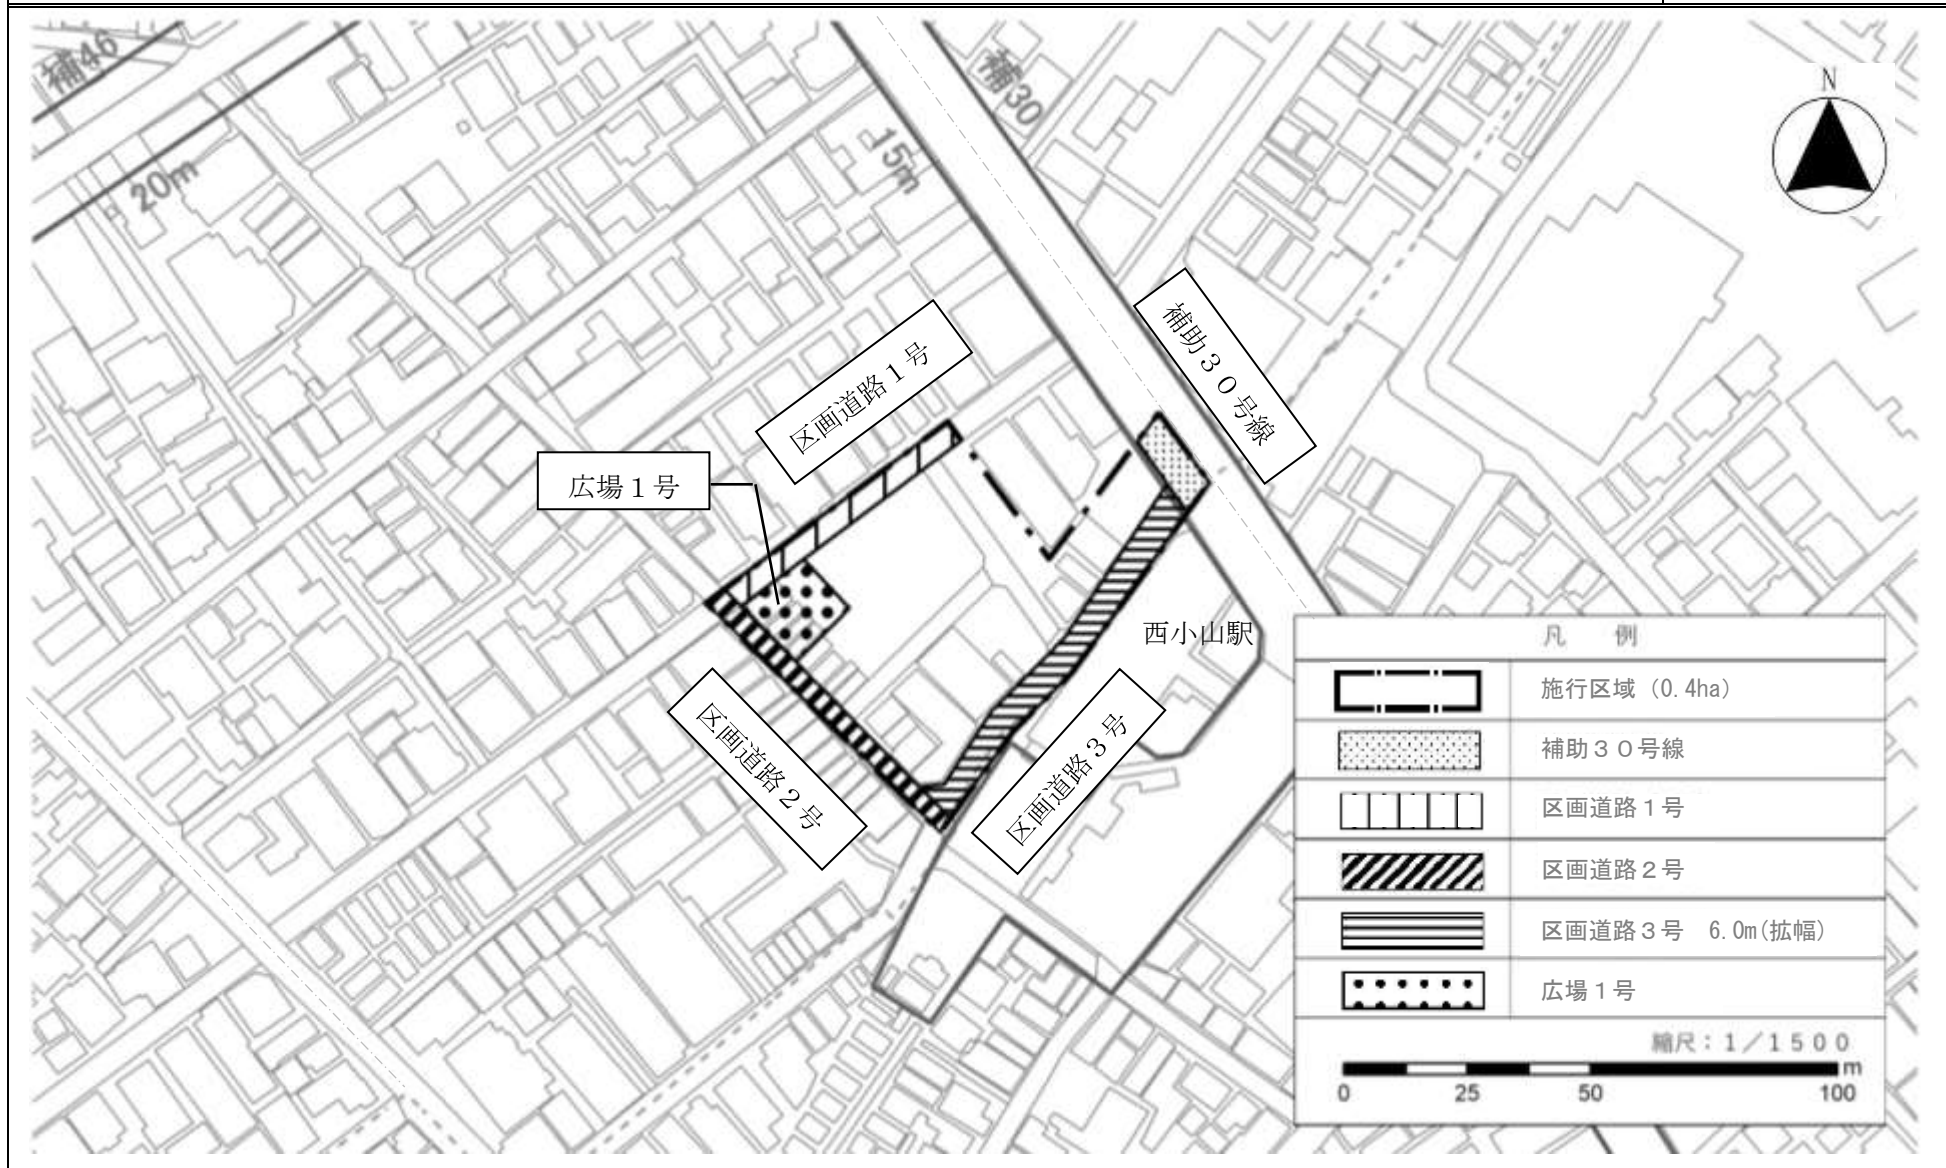 補46
20m
補30
15m
N
補助３０号線
区画道路１号
広場１号
西小山駅
区画道路２号
区画道路３号
凡 例
施行区域（0.4ha）
補助３０号線
区画道路１号
区画道路２号
区画道路３号 6.0m(拡幅)
広場１号
縮尺：１／１５００
0 25 50 100 m